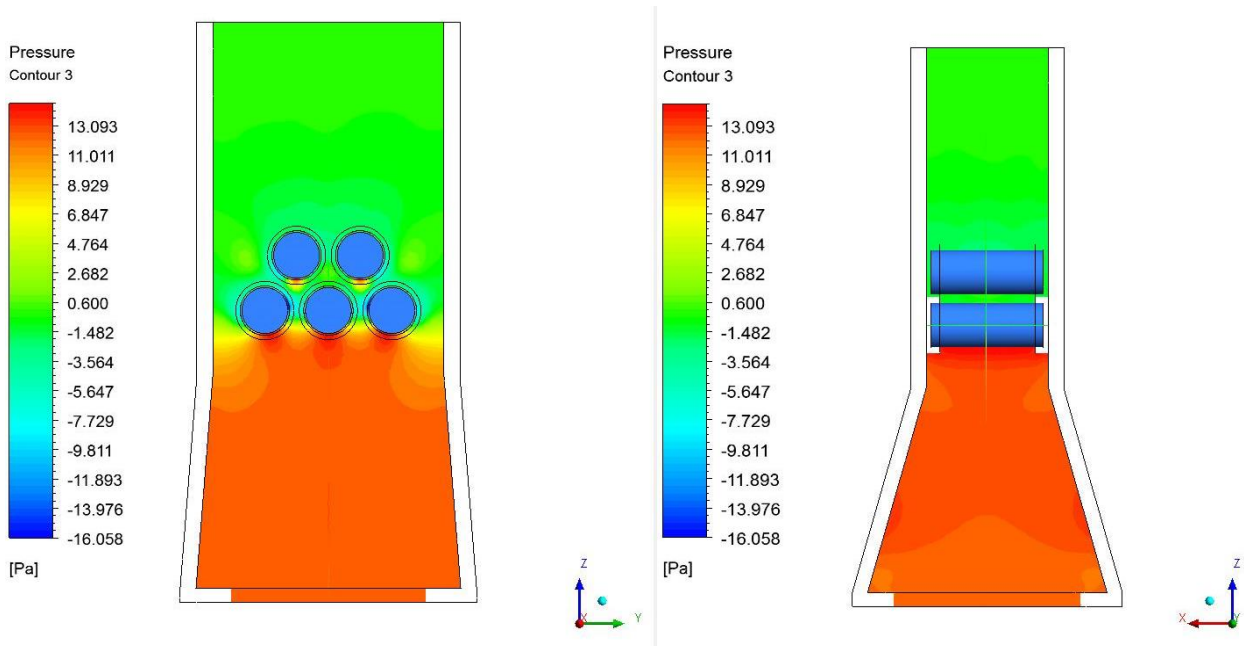 Pressure
Contour 3
13.093
11.011
8.929
6.847
4.764
2.682
0.600
-1.482
-3.564
-5.647
-7.729
-9.811
-11.893
-13.976
-16.058
[Pa]
Z
X
Y
Pressure
Contour 3
13.093
11.011
8.929
6.847
4.764
2.682
0.600
-1.482
-3.564
-5.647
-7.729
-9.811
-11.893
-13.976
-16.058
[Pa]
Z
X
Y